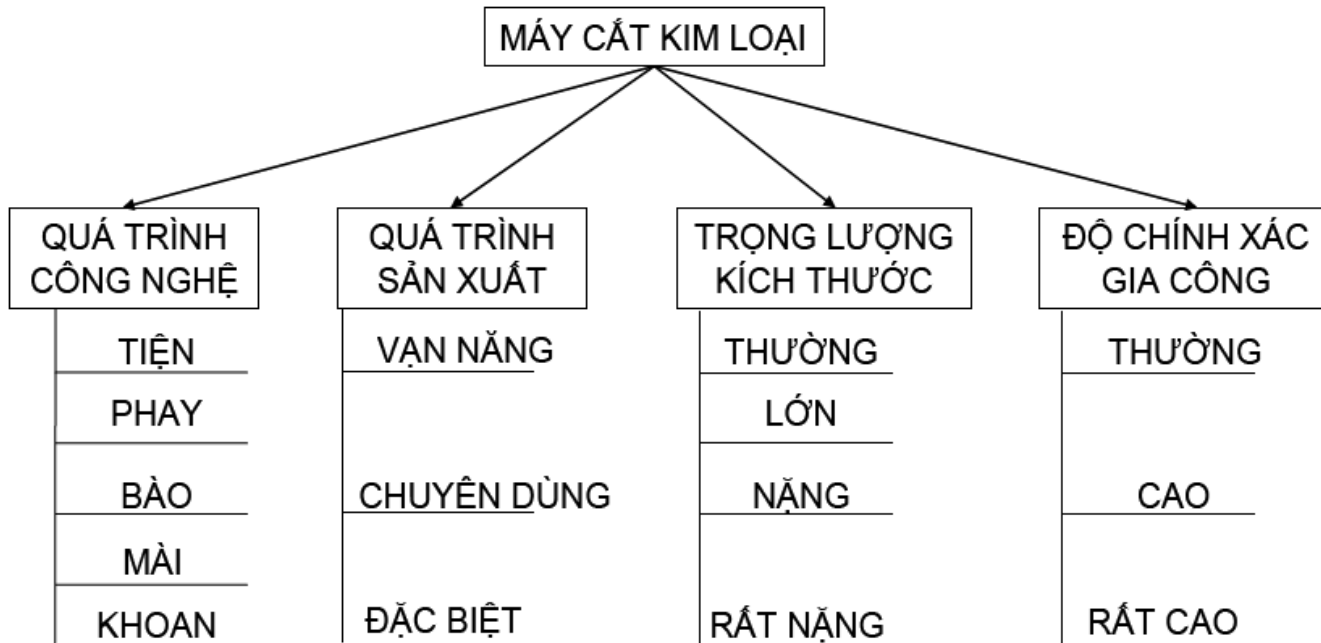 MÁY CẮT KIM LOẠI
QUÁ TRÌNH
CÔNG NGHỆ
TIỆN
PHAY
BÀO
MÀI
KHOAN
QUÁ TRÌNH
SẢN XUẤT
VẠN NĂNG
CHUYÊN DÙNG
ĐẶC BIỆT
TRỌNG LƯỢNG
KÍCH THƯỚC
THƯỜNG
LỚN
NẶNG
RẤT NẶNG
ĐỘ CHÍNH XÁC
GIA CÔNG
THƯỜNG
CAO
RẤT CAO